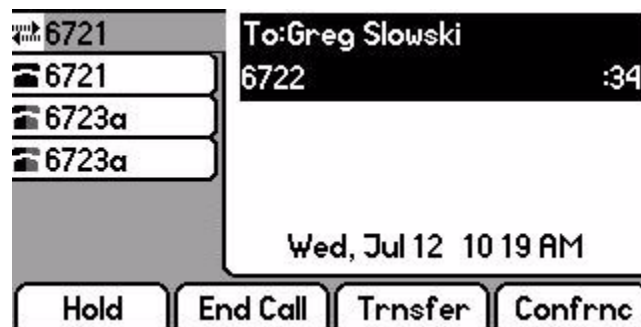 6721
6721
6723a
6723a
To:Greg Slowski
6722 :34
Wed, Jul 12 10 19 AM
Hold End Call Trnsfer Confrnc